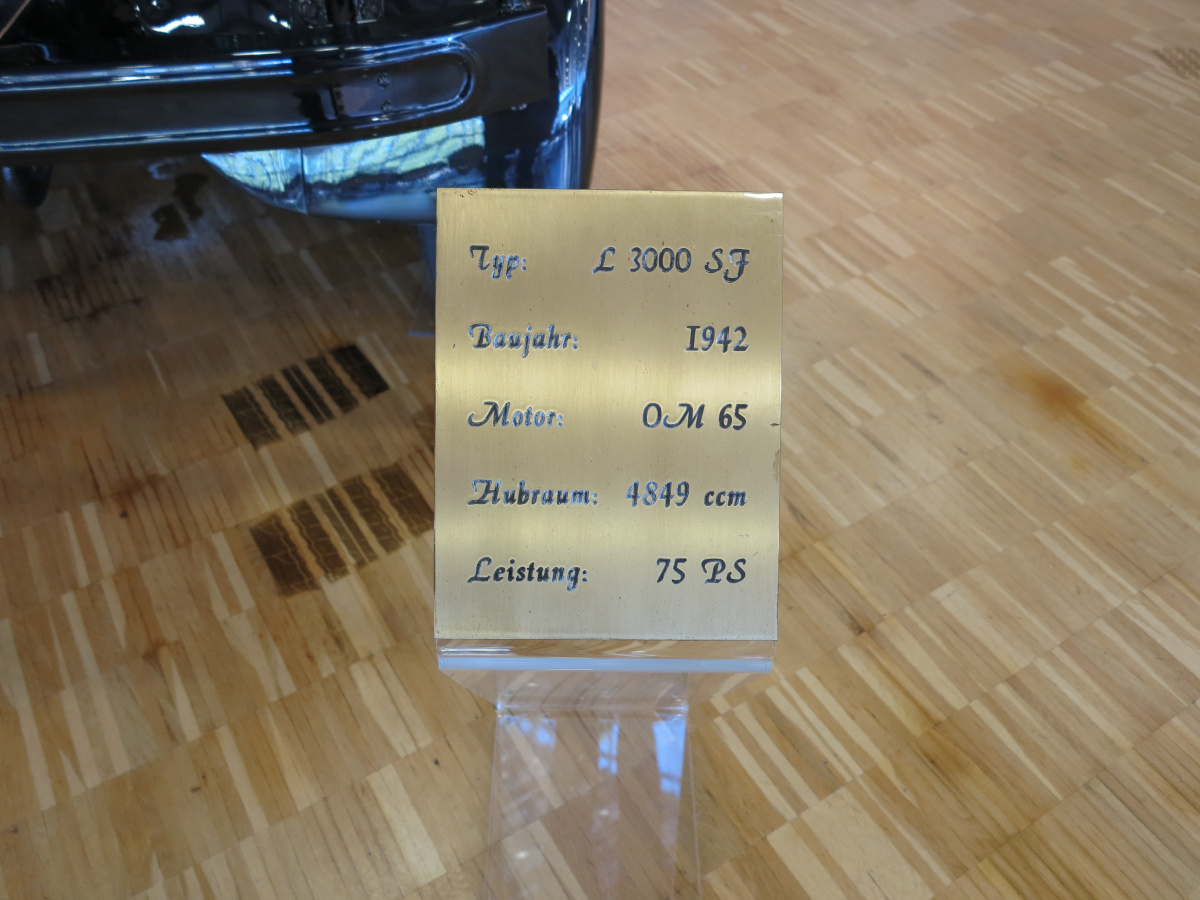 Typ: L 3000 SF
Baujahr: 1942
Motor: OM 65
Hubraum: 4849 ccm
Leistung: 75 PS